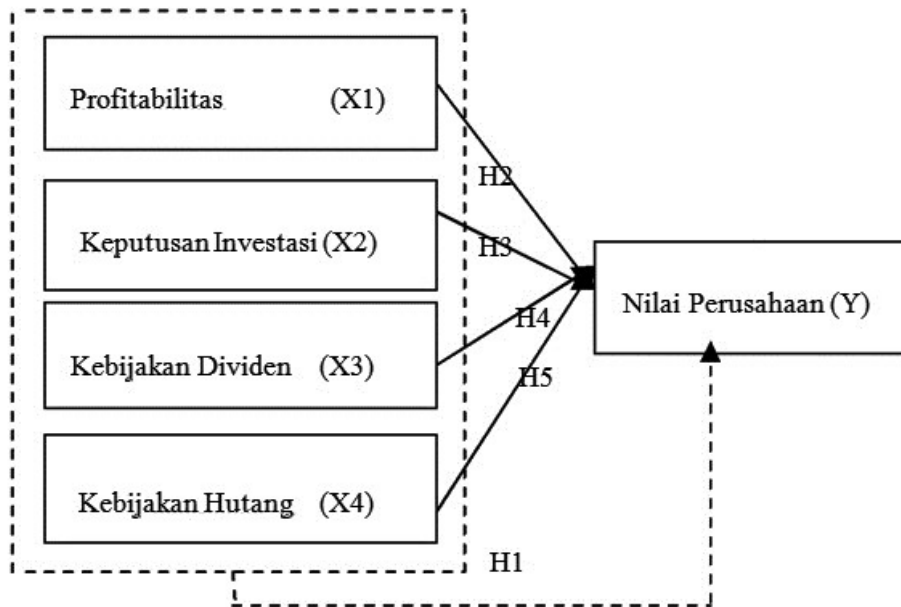 Profitabilitas (X1)
H2
Keputusan Investasi (X2)
H3
Nilai Perusahaan (Y)
H4
Kebijakan Dividen (X3)
H5
Kebijakan Hutang (X4)
H1